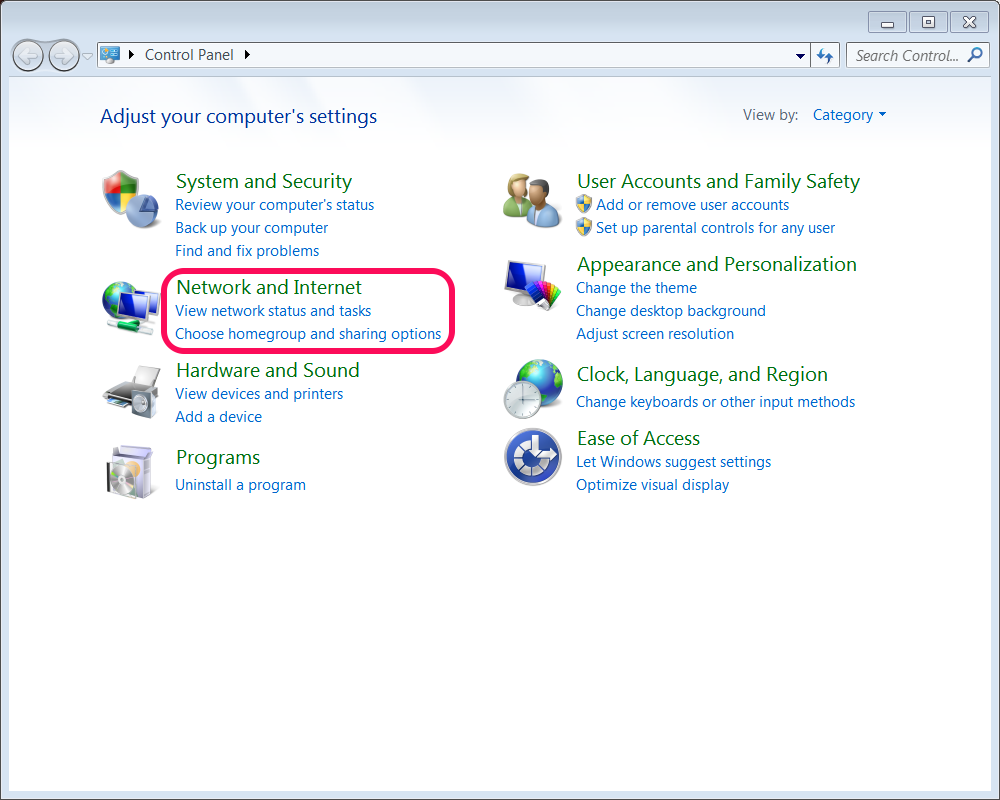 Control Panel
Search Control...
Adjust your computer's settings
View by: Category
System and Security
Review your computer's status
Back up your computer
Find and fix problems
Network and Internet
View network status and tasks
Choose homegroup and sharing options
Hardware and Sound
View devices and printers
Add a device
Programs
Uninstall a program
User Accounts and Family Safety
Add or remove user accounts
Set up parental controls for any user
Appearance and Personalization
Change the theme
Change desktop background
Adjust screen resolution
Clock, Language, and Region
Change keyboards or other input methods
Ease of Access
Let Windows suggest settings
Optimize visual display